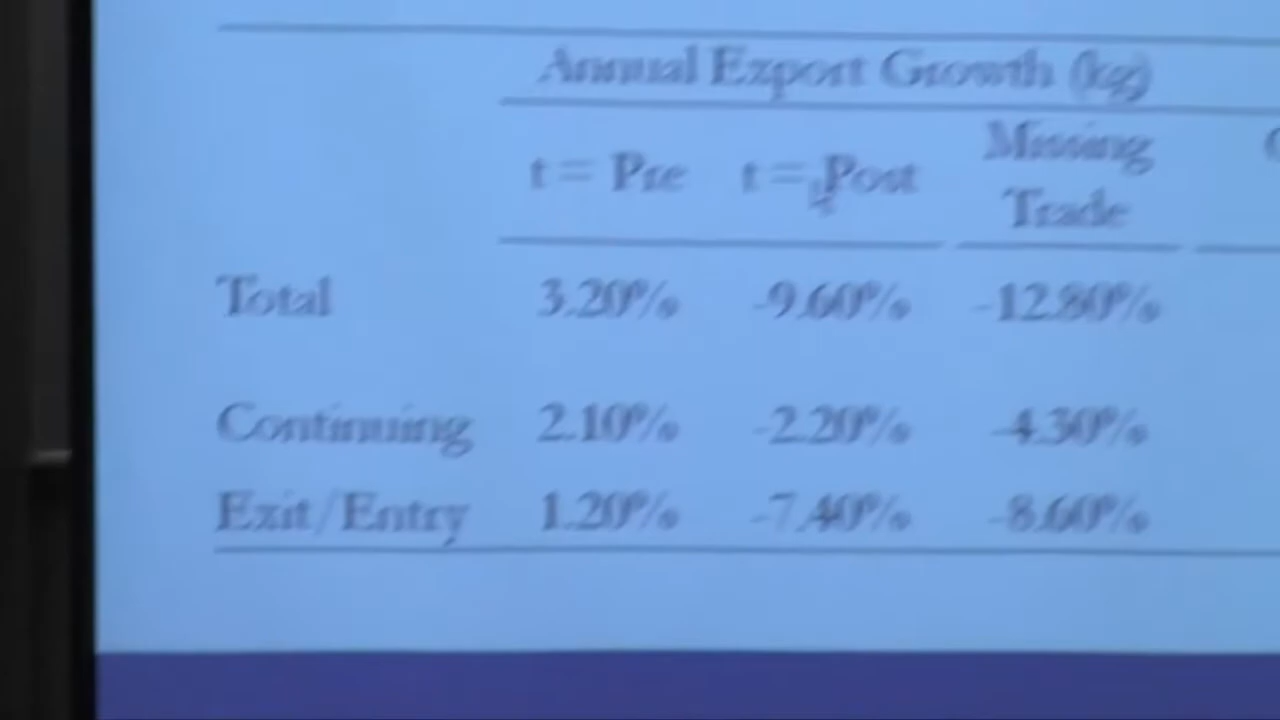 Annual Export Growth (kg)
t = Pre t = Post Missing Trade
Total 3.20% -9.60% -12.80%
Continuing 2.10% -2.20% -4.30%
Exit/Entry 1.20% -7.40% -8.60%